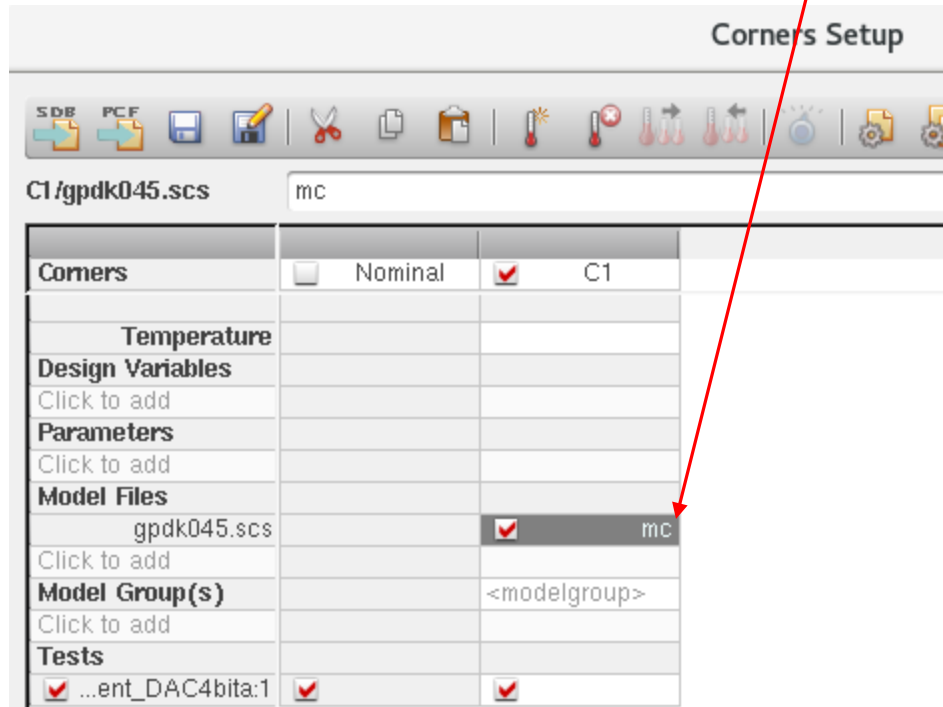 Corners Setup
SDB PCF
C1/gpdk045.scs mc
Corners Nominal C1
Temperature
Design Variables
Click to add
Parameters
Click to add
Model Files
gpdk045.scs mc
Click to add
Model Group(s) <modelgroup>
Click to add
Tests
...ent_DAC4bita:1